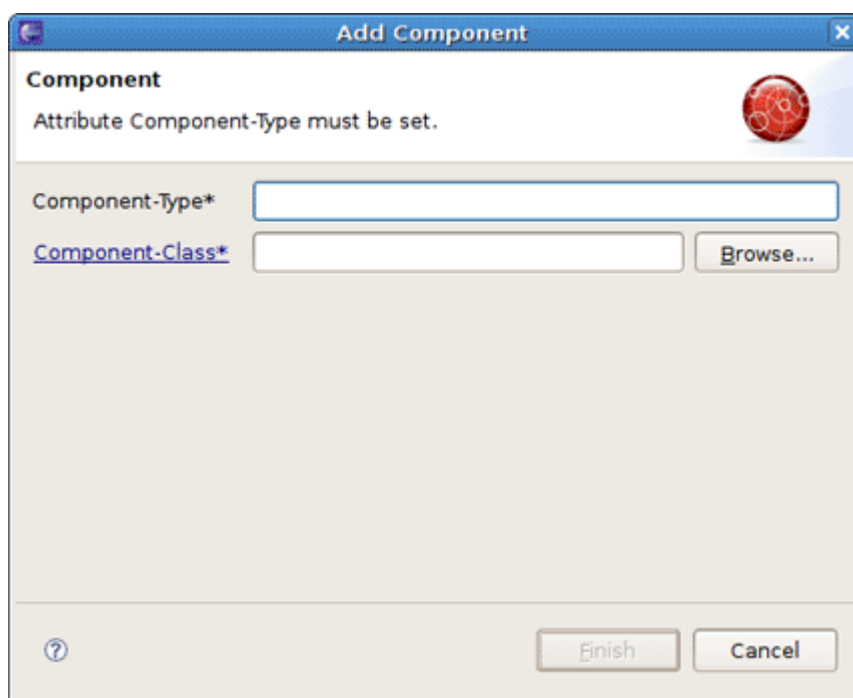 Add Component
Component
Attribute Component-Type must be set.
Component-Type*
Component-Class*
Browse...
?
Finish
Cancel